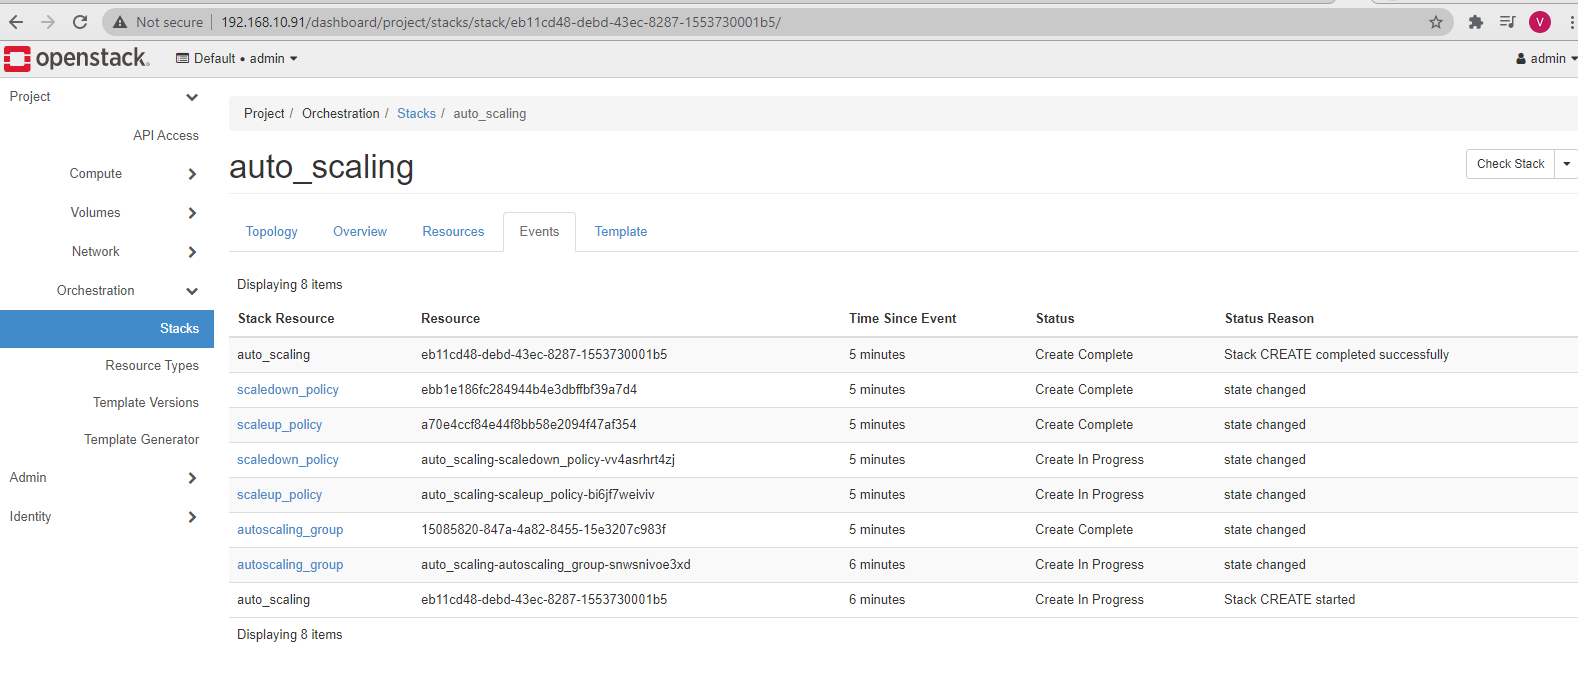 Not secure | 192.168.10.91/dashboard/project/stacks/stack/eb11cd48-debd-43ec-8287-1553730001b5/ V
openstack. Default • admin admin
Project
API Access
Compute
Volumes
Network
Orchestration
Stacks
Resource Types
Template Versions
Template Generator
Admin
Identity
Project / Orchestration / Stacks / auto_scaling
auto_scaling Check Stack
Topology Overview Resources Events Template
Displaying 8 items
Stack Resource Resource Time Since Event Status Status Reason
auto_scaling eb11cd48-debd-43ec-8287-1553730001b5 5 minutes Create Complete Stack CREATE completed successfully
scaledown_policy ebb1e186fc284944b4e3dbffbf39a7d4 5 minutes Create Complete state changed
scaleup_policy a70e4ccf84e44f8bb58e2094f47af354 5 minutes Create Complete state changed
scaledown_policy auto_scaling-scaledown_policy-vv4asrhrt4zj 5 minutes Create In Progress state changed
scaleup_policy auto_scaling-scaleup_policy-bi6jf7weiviv 5 minutes Create In Progress state changed
autoscaling_group 15085820-847a-4a82-8455-15e3207c983f 5 minutes Create Complete state changed
autoscaling_group auto_scaling-autoscaling_group-snwsnivoe3xd 6 minutes Create In Progress state changed
auto_scaling eb11cd48-debd-43ec-8287-1553730001b5 6 minutes Create In Progress Stack CREATE started
Displaying 8 items